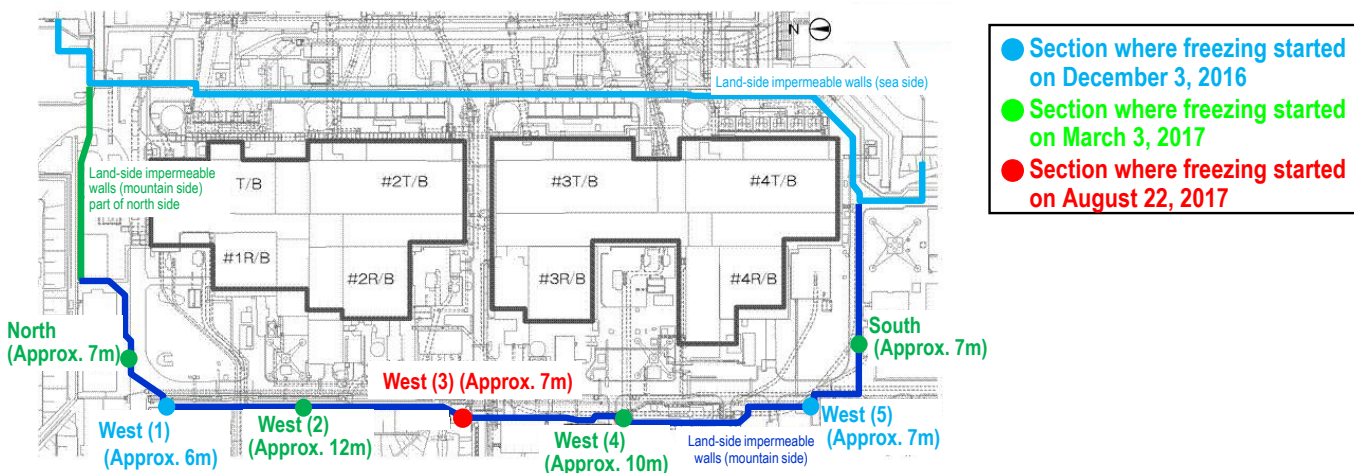 N
Land-side impermeable walls (sea side)
Section where freezing started
on December 3, 2016
Section where freezing started
on March 3, 2017
Section where freezing started
on August 22, 2017
Land-side impermeable
walls (mountain side)
part of north side
T/B
#2T/B
#3T/B
#4T/B
#1R/B
#2R/B
#3R/B
#4R/B
North
(Approx. 7m)
South
(Approx. 7m)
West (3) (Approx. 7m)
West (1)
(Approx. 6m)
West (2)
(Approx. 12m)
West (4)
(Approx. 10m)
Land-side impermeable
walls (mountain side)
West (5)
(Approx. 7m)